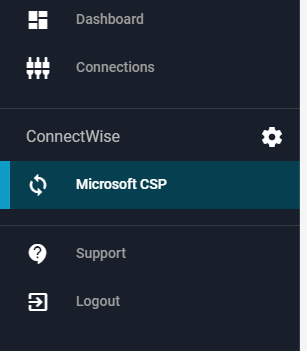 Dashboard
Connections
ConnectWise
Microsoft CSP
Support
Logout